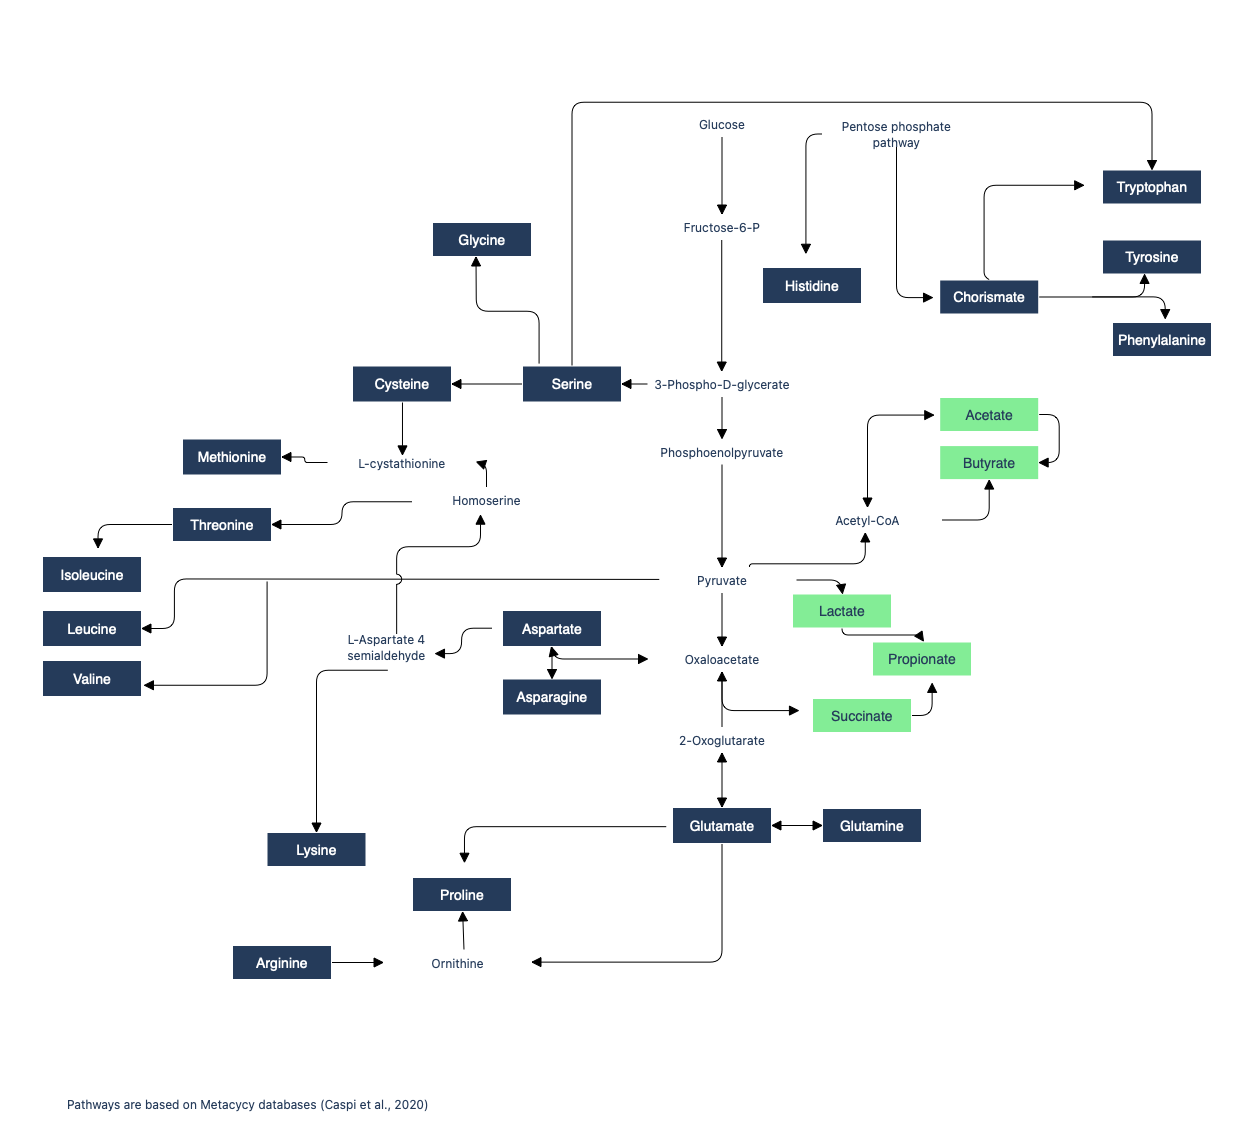 Glucose
Pentose phosphate
pathway
Tryptophan
Fructose-6-P
Glycine
Tyrosine
Histidine
Chorismate
Phenylalanine
Cysteine
Serine
3-Phospho-D-glycerate
Acetate
Phosphoenolpyruvate
Methionine
L-cystathionine
Butyrate
Homoserine
Threonine
Acetyl-CoA
Isoleucine
Pyruvate
Lactate
Leucine
Aspartate
L-Aspartate 4
semialdehyde
Oxaloacetate
Propionate
Valine
Asparagine
Succinate
2-Oxoglutarate
Glutamate
Glutamine
Lysine
Proline
Arginine
Ornithine
Pathways are based on Metacycy databases (Caspi et al., 2020)